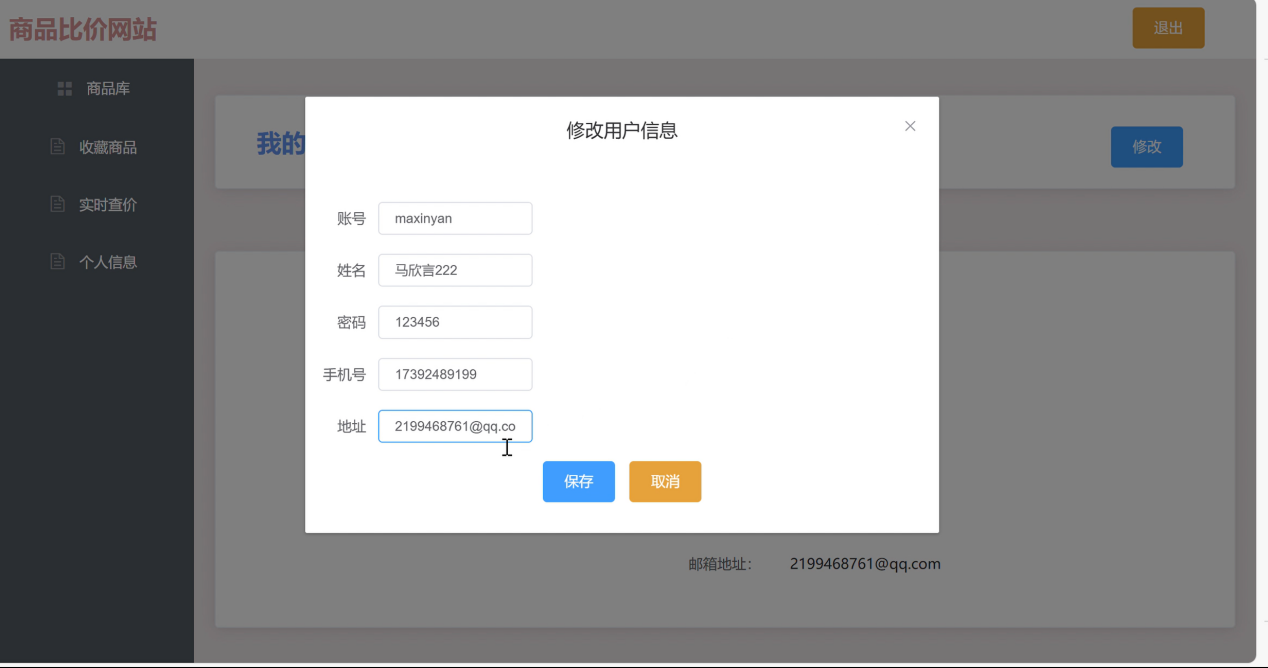 商品比价网站
退出
商品库
收藏商品
实时查价
个人信息
我的
修改
修改用户信息
账号 maxinyan
姓名 马欣言222
密码 123456
手机号 17392489199
地址 2199468761@qq.co
保存 取消
邮箱地址: 2199468761@qq.com